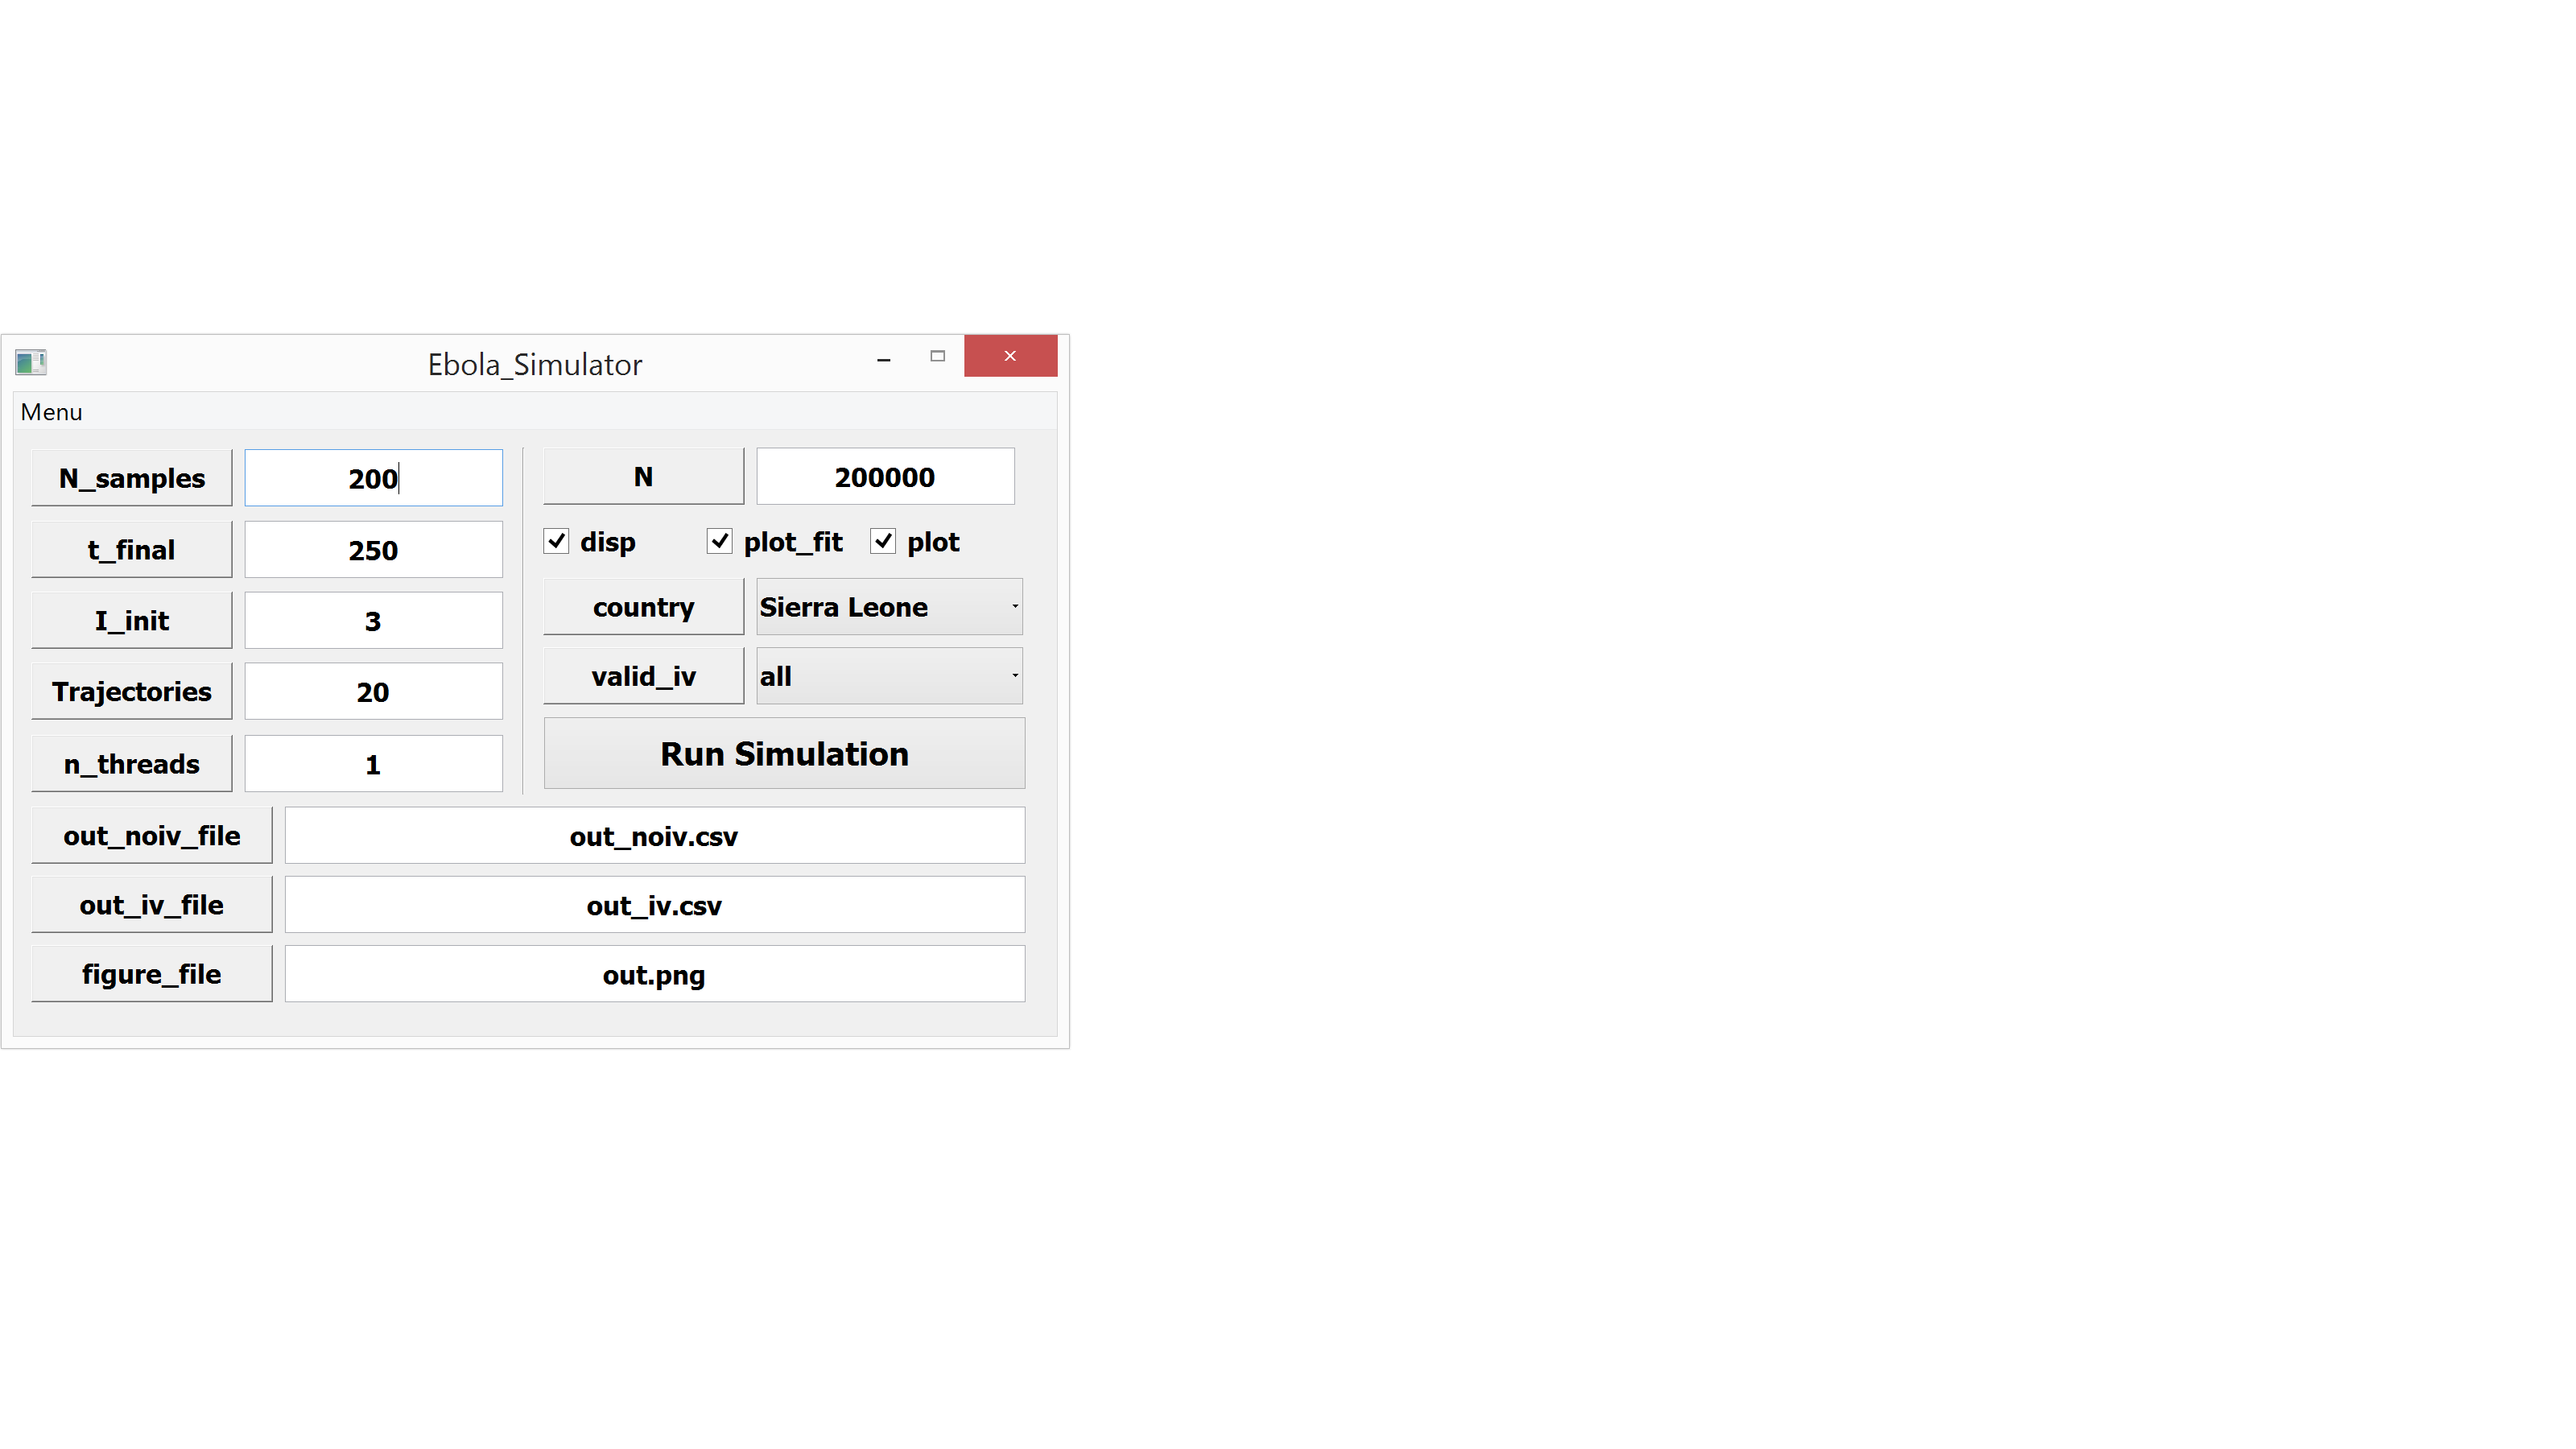 Ebola_Simulator
Menu
N_samples 200
t_final 250
I_init 3
Trajectories 20
n_threads 1
N 200000
disp plot_fit plot
country Sierra Leone
valid_iv all
Run Simulation
out_noiv_file out_noiv.csv
out_iv_file out_iv.csv
figure_file out.png